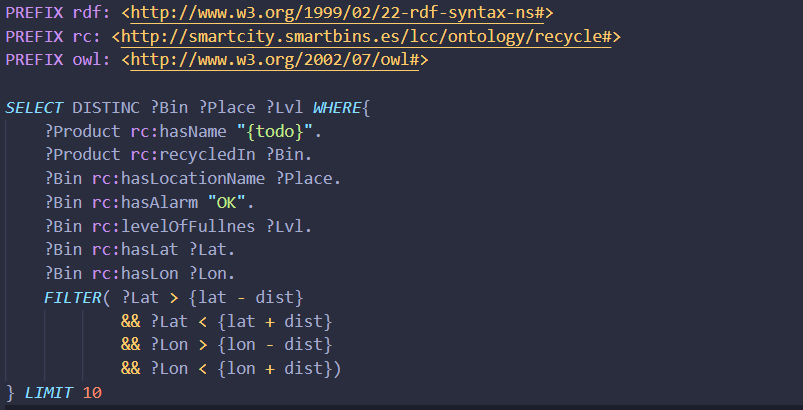 PREFIX rdf: <http://www.w3.org/1999/02/22-rdf-syntax-ns#>
PREFIX rc: <http://smartcity.smartbins.es/lcc/ontology/recycle#>
PREFIX owl: <http://www.w3.org/2002/07/owl#>
SELECT DISTINC ?Bin ?Place ?Lvl WHERE{
?Product rc:hasName "{todo}".
?Product rc:recycledIn ?Bin.
?Bin rc:hasLocationName ?Place.
?Bin rc:hasAlarm "OK".
?Bin rc:levelOfFullnes ?Lvl.
?Bin rc:hasLat ?Lat.
?Bin rc:hasLon ?Lon.
FILTER( ?Lat > {lat - dist}
&& ?Lat < {lat + dist}
&& ?Lon > {lon - dist}
&& ?Lon < {lon + dist})
} LIMIT 10